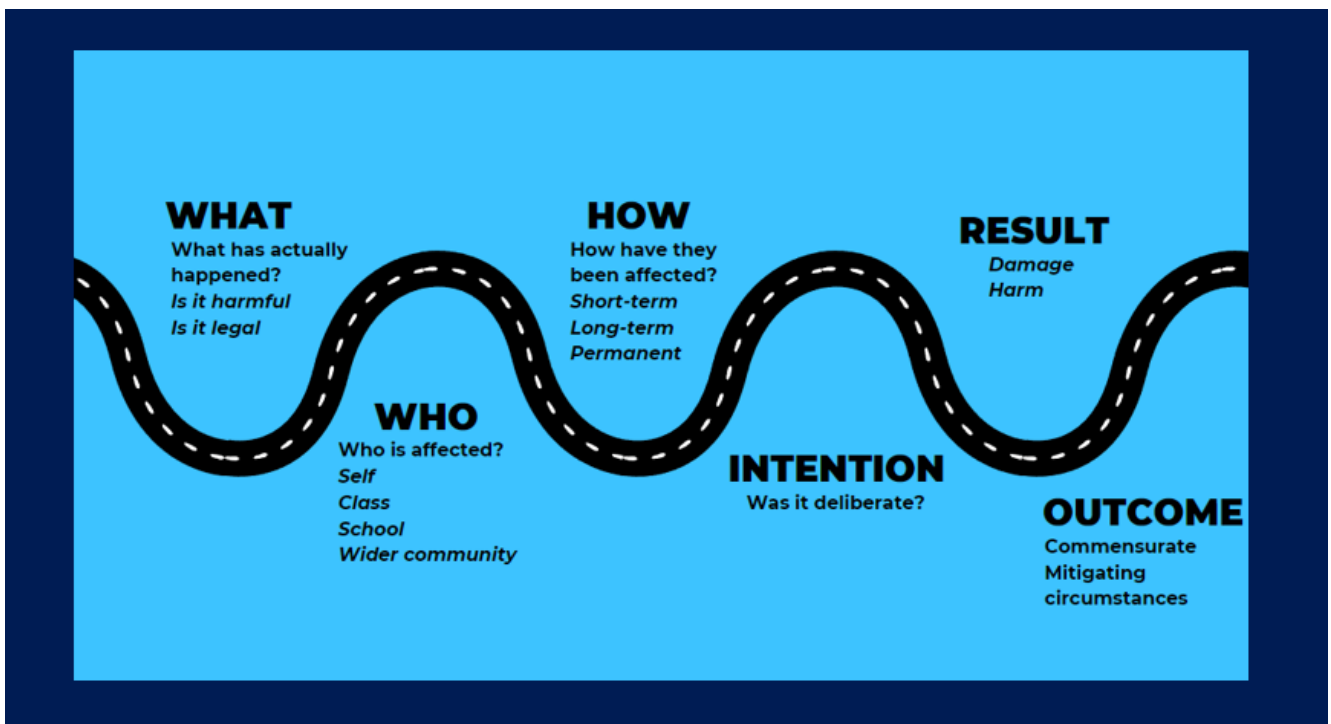 WHAT
What has actually
happened?
Is it harmful
Is it legal
WHO
Who is affected?
Self
Class
School
Wider community
HOW
How have they
been affected?
Short-term
Long-term
Permanent
INTENTION
Was it deliberate?
RESULT
Damage
Harm
OUTCOME
Commensurate
Mitigating
circumstances